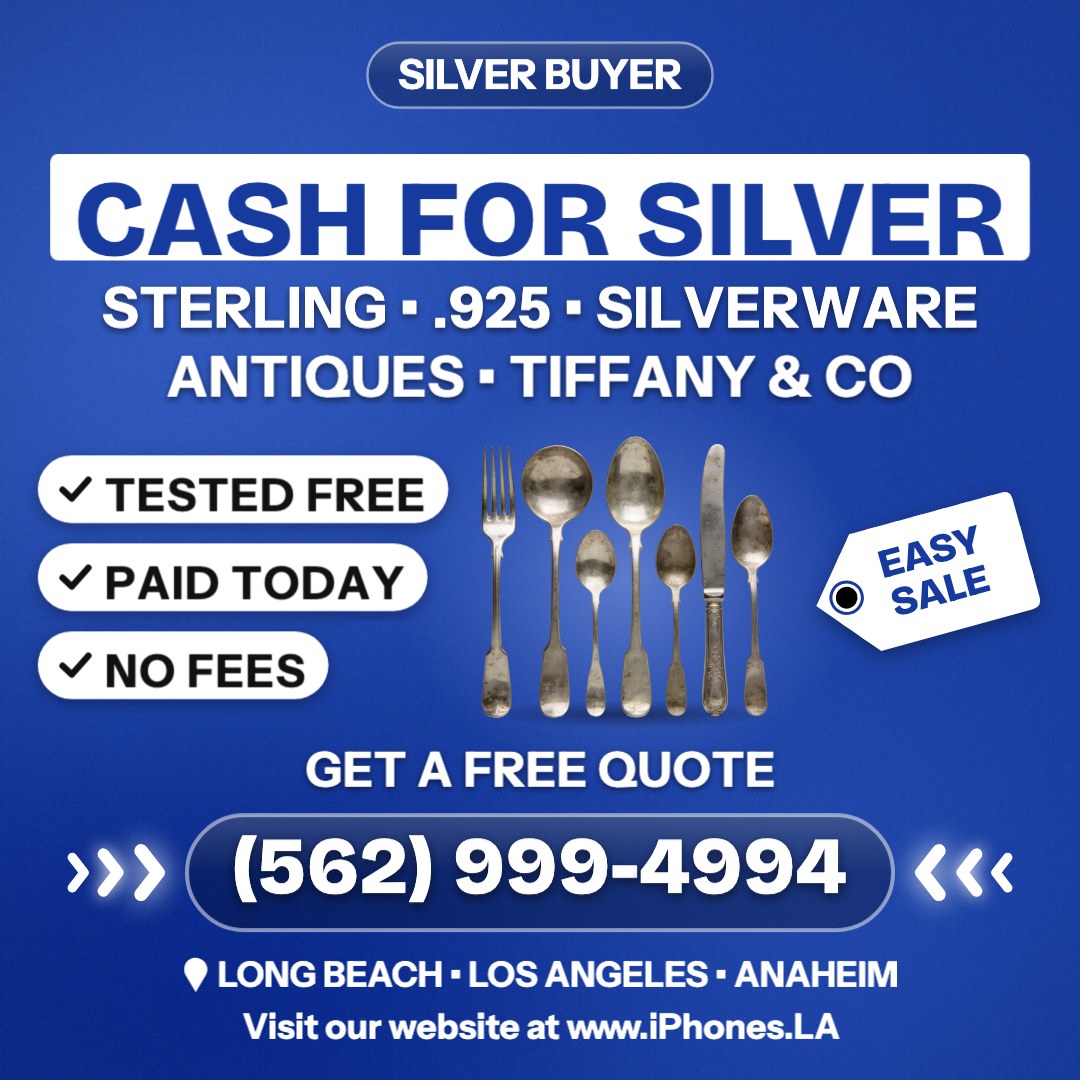 SILVER BUYER
CASH FOR SILVER
STERLING ▪ .925 ▪ SILVERWARE
ANTIQUES ▪ TIFFANY & CO
TESTED FREE
PAID TODAY
NO FEES
EASY
SALE
GET A FREE QUOTE
(562) 999-4994
LONG BEACH ▪ LOS ANGELES ▪ ANAHEIM
Visit our website at www.iPhones.LA